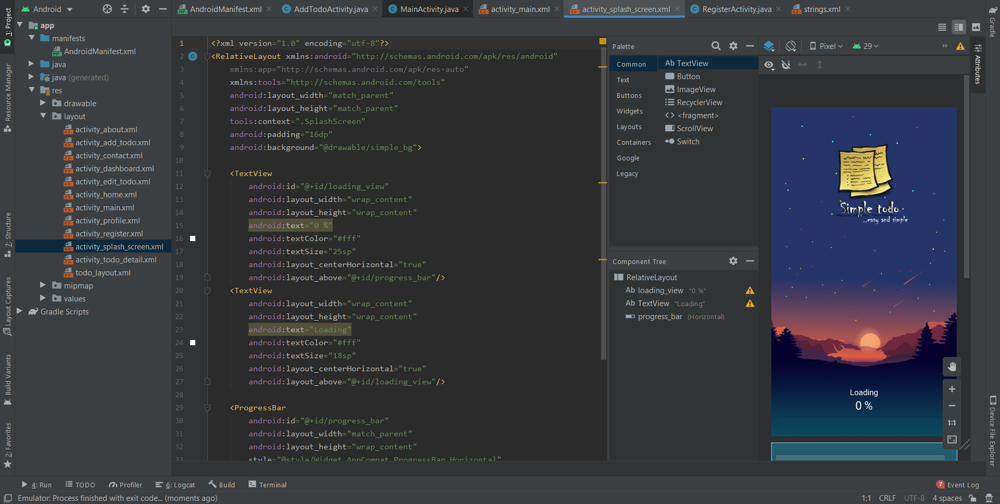 Android
AndroidManifest.xml
AddTodoActivity.java
MainActivity.java
activity_main.xml
activity_splash_screen.xml
RegisterActivity.java
strings.xml
1: Project
Resource Manager
7: Structure
Layout Captures
Build Variants
2: Favorites
app
manifests
AndroidManifest.xml
java
java (generated)
res
drawable
layout
activity_about.xml
activity_add_todo.xml
activity_contact.xml
activity_dashboard.xml
activity_edit_todo.xml
activity_home.xml
activity_main.xml
activity_profile.xml
activity_register.xml
activity_splash_screen.xml
activity_todo_detail.xml
todo_layout.xml
mipmap
values
Gradle Scripts
1 <?xml version="1.0" encoding="utf-8"?>
2 <RelativeLayout xmlns:android="http://schemas.android.com/apk/res/android"
3 xmlns:app="http://schemas.android.com/apk/res-auto"
4 xmlns:tools="http://schemas.android.com/tools"
5 android:layout_width="match_parent"
6 android:layout_height="match_parent"
7 tools:context=".SplashScreen"
8 android:padding="16dp"
9 android:background="@drawable/simple_bg">
10
11 <TextView
12 android:id="@+id/loading_view"
13 android:layout_width="wrap_content"
14 android:layout_height="wrap_content"
15 android:text="0 %"
16 android:textColor="#fff"
17 android:textSize="25sp"
18 android:layout_centerHorizontal="true"
19 android:layout_above="@+id/progress_bar"/>
20 <TextView
21 android:layout_width="wrap_content"
22 android:layout_height="wrap_content"
23 android:text="Loading"
24 android:textColor="#fff"
25 android:textSize="18sp"
26 android:layout_centerHorizontal="true"
27 android:layout_above="@+id/loading_view"/>
28
29 <ProgressBar
30 android:id="@+id/progress_bar"
31 android:layout_width="match_parent"
32 android:layout_height="wrap_content"
33 style="@style/Widget.AppCompat.ProgressBar.Horizontal"
Palette
Common
Text
Buttons
Widgets
Layouts
Containers
Google
Legacy
Ab TextView
Button
ImageView
RecyclerView
<> <fragment>
ScrollView
Switch
Component Tree
RelativeLayout
Ab loading_view "0 %"
Ab TextView "Loading"
progress_bar (Horizontal)
Pixel
29
»
Simple todo
..easy and simple
Loading
0 %
1:1
Gradle
Attributes
Device File Explorer
4: Run
TODO
Profiler
6: Logcat
Build
Terminal
7 Event Log
Emulator: Process finished with exit code... (moments ago)
1:1 CRLF UTF-8 4 spaces